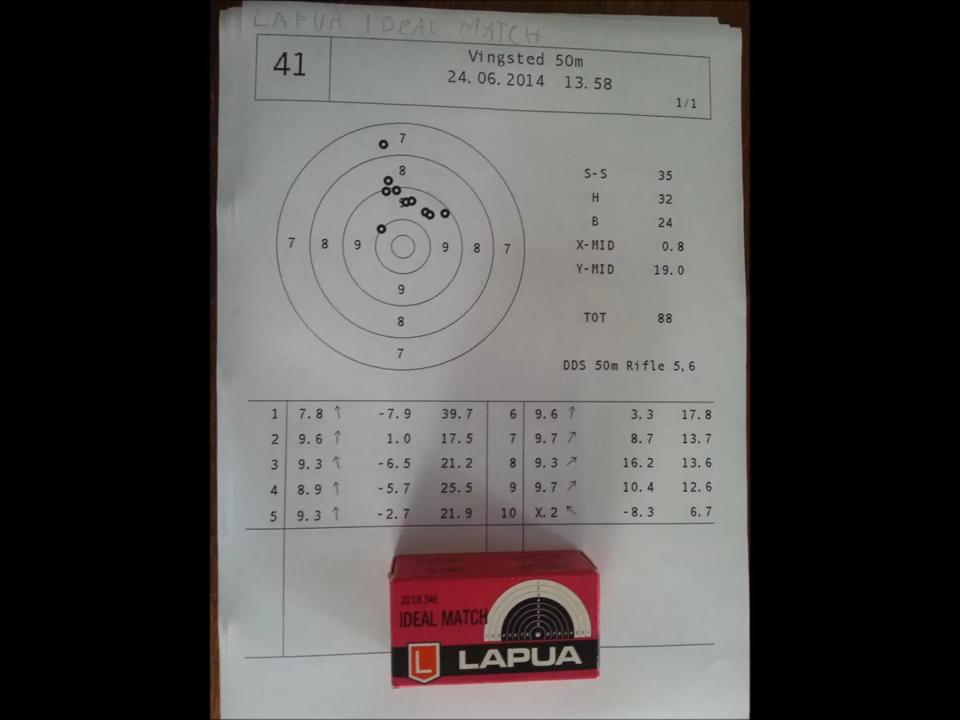 LAPUA IDEAL MATCH
41
Vingsted 50m
24.06.2014 13.58
1/1
7
8
9
7 8 9 9 8 7
9
8
7
S-S 35
H 32
B 24
X-MID 0.8
Y-MID 19.0
TOT 88
DDS 50m Rifle 5,6
1 7.8 ↑ -7.9 39.7 6 9.6 ↑ 3.3 17.8
2 9.6 ↑ 1.0 17.5 7 9.7 ↗ 8.7 13.7
3 9.3 ↖ -6.5 21.2 8 9.3 ↗ 16.2 13.6
4 8.9 ↑ -5.7 25.5 9 9.7 ↗ 10.4 12.6
5 9.3 ↑ -2.7 21.9 10 X.2 ↖ -8.3 6.7
.22 LR 345
IDEAL MATCH
L LAPUA